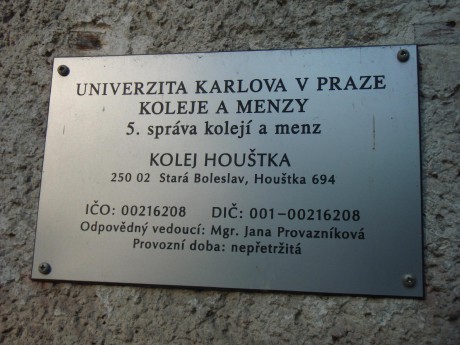 UNIVERZITA KARLOVA V PRAZE
KOLEJE A MENZY
5. správa kolejí a menz
KOLEJ HOUŠTKA
250 02 Stará Boleslav, Houštka 694
IČO: 00216208 DIČ: 001-00216208
Odpovědný vedoucí: Mgr. Jana Provazníková
Provozní doba: nepřetržitá